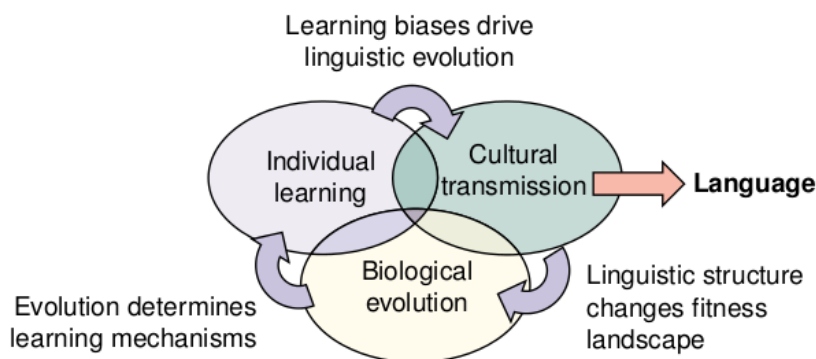 Learning biases drive
linguistic evolution
Individual
learning
Cultural
transmission
Language
Biological
evolution
Evolution determines
learning mechanisms
Linguistic structure
changes fitness
landscape